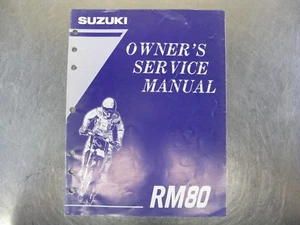 SUZUKI
OWNER'S
SERVICE
MANUAL
RM80